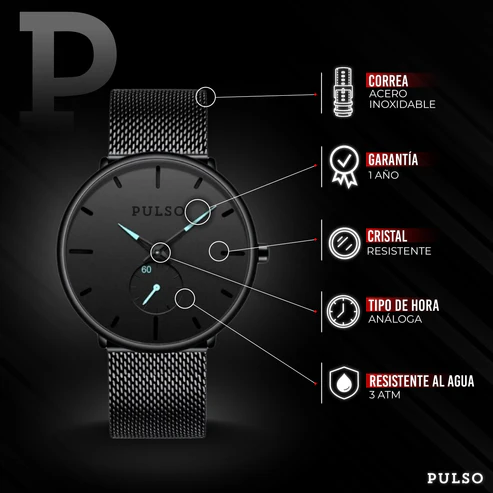 P
PULSO
60
CORREA
ACERO
INOXIDABLE
GARANTÍA
1 AÑO
CRISTAL
RESISTENTE
TIPO DE HORA
ANÁLOGA
RESISTENTE AL AGUA
3 ATM
PULSO